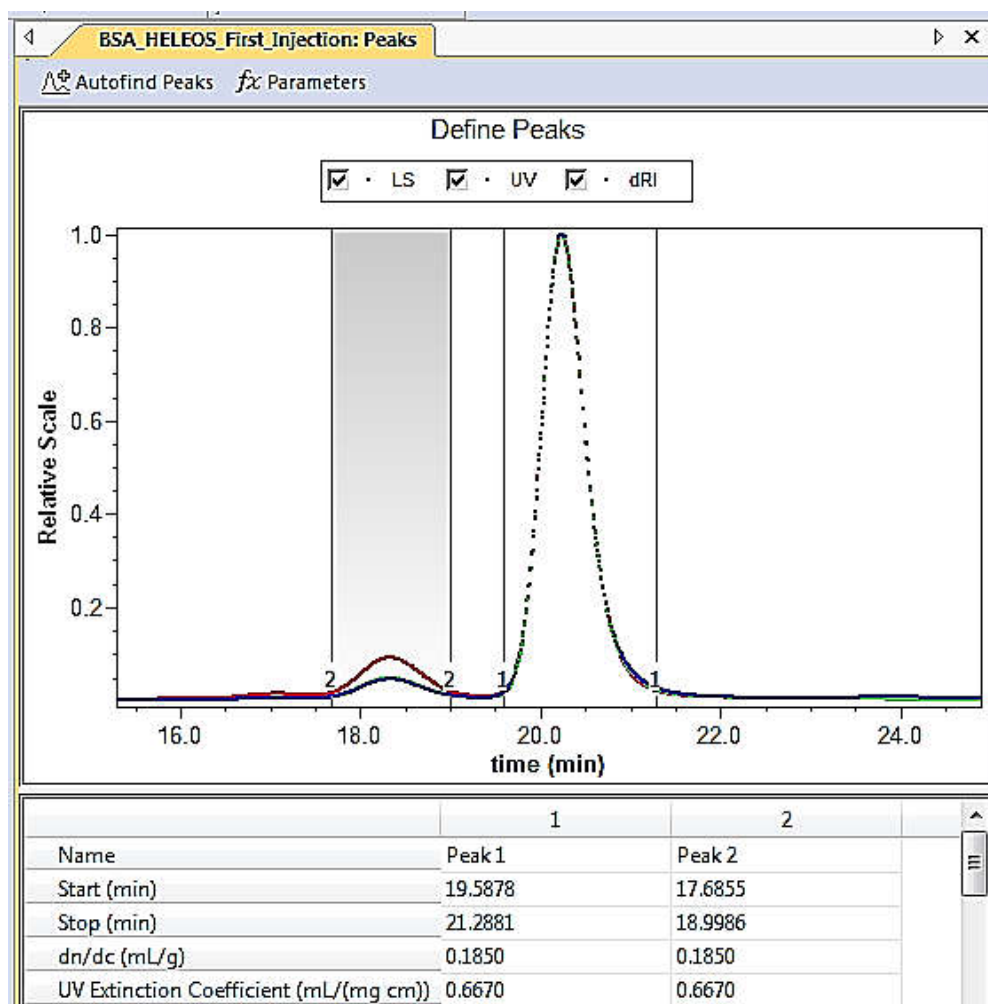 BSA_HELEOS_First_Injection: Peaks
Autofind Peaks fx Parameters
Define Peaks
LS UV dRI
1.0
0.8
0.6
0.4
0.2
Relative Scale
2 2 1 1
16.0 18.0 20.0 22.0 24.0
time (min)
1 2
Name Peak 1 Peak 2
Start (min) 19.5878 17.6855
Stop (min) 21.2881 18.9986
dn/dc (mL/g) 0.1850 0.1850
UV Extinction Coefficient (mL/(mg cm)) 0.6670 0.6670